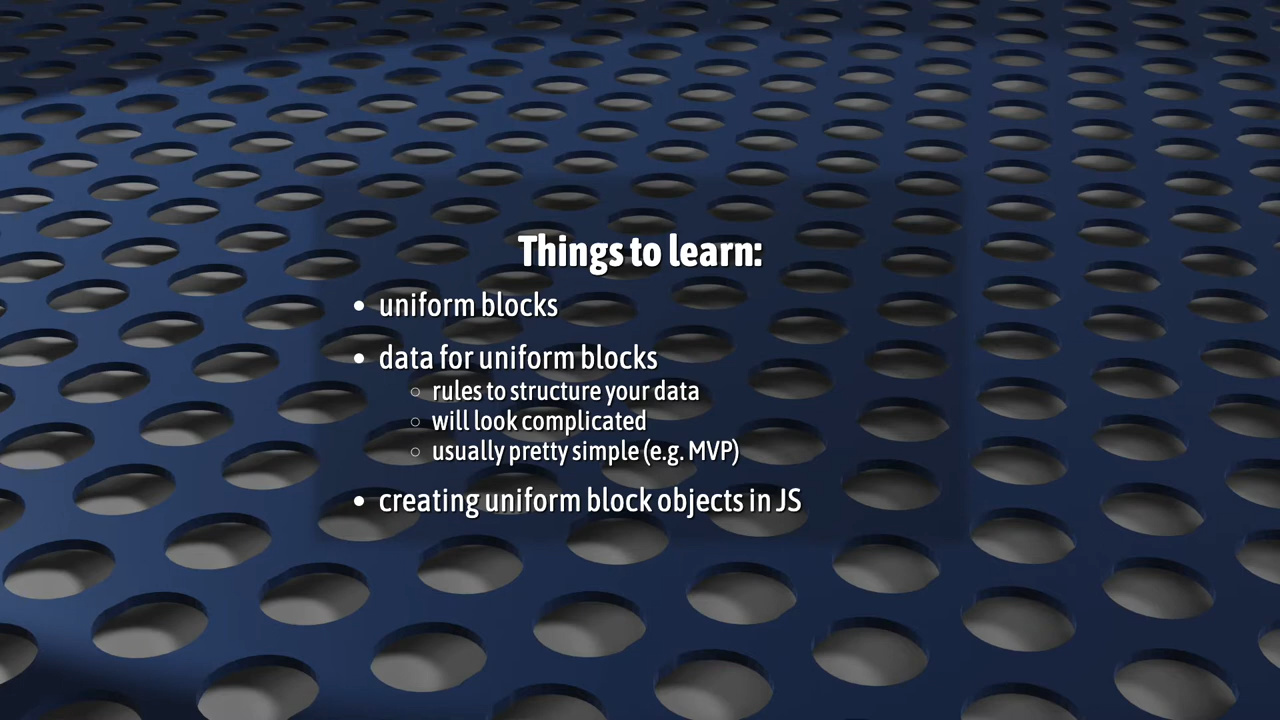 Things to learn:
• uniform blocks
• data for uniform blocks
○ rules to structure your data
○ will look complicated
○ usually pretty simple (e.g. MVP)
• creating uniform block objects in JS